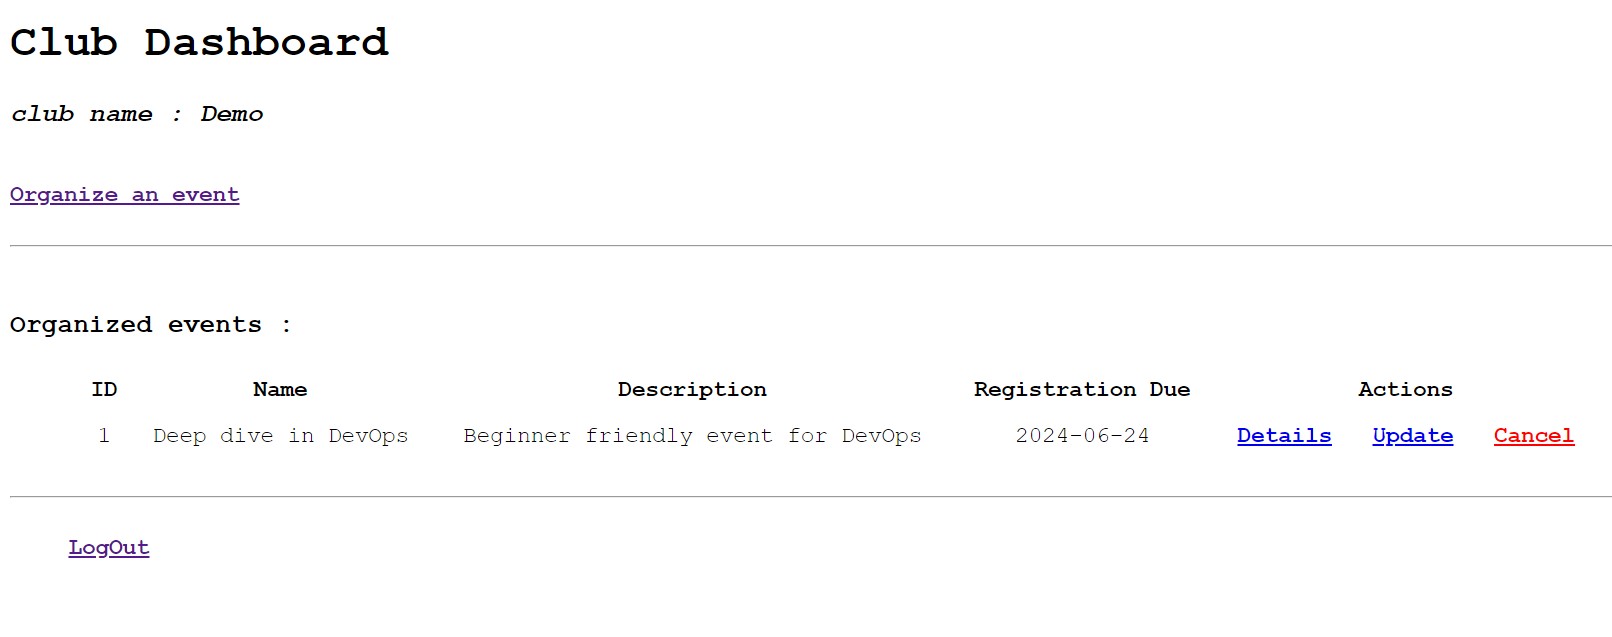 Club Dashboard
club name : Demo
Organize an event
Organized events :
ID Name Description Registration Due Actions
1 Deep dive in DevOps Beginner friendly event for DevOps 2024-06-24 Details Update Cancel
LogOut